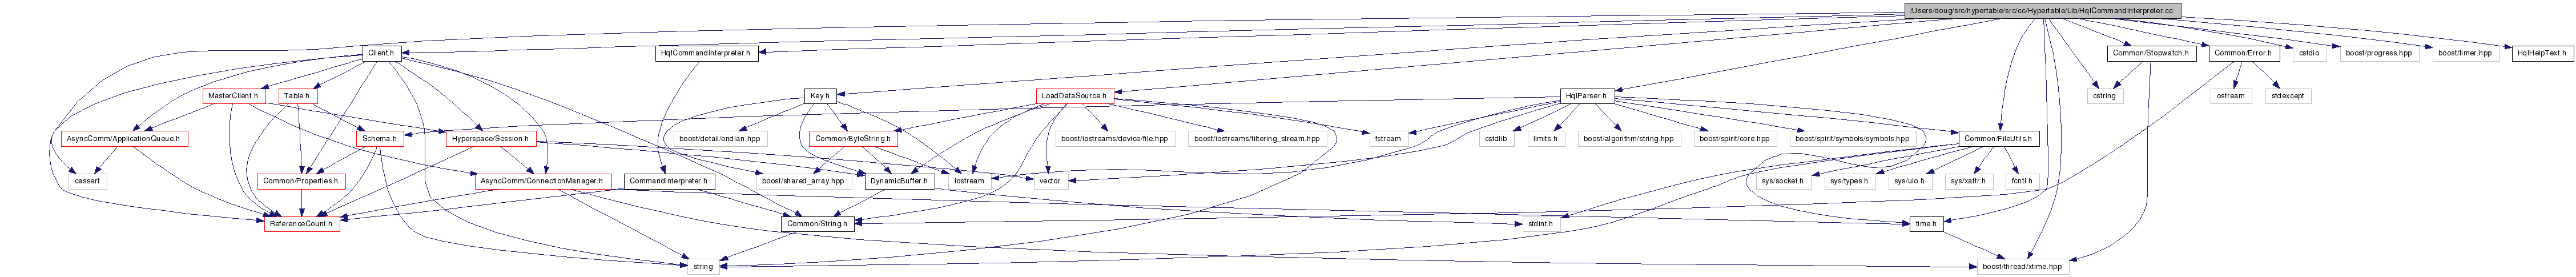 /Users/doug/src/hypertable/src/cc/Hypertable/Lib/HqlCommandInterpreter.cc
Client.h
HqlCommandInterpreter.h
Common/Stopwatch.h
Common/Error.h
cstdio
boost/progress.hpp
boost/timer.hpp
HqlHelpText.h
MasterClient.h
Table.h
Key.h
LoadDataSource.h
HqlParser.h
cstring
ostream
stdexcept
AsyncComm/ApplicationQueue.h
Schema.h
Hyperspace/Session.h
boost/detail/endian.hpp
Common/ByteString.h
boost/iostreams/device/file.hpp
boost/iostreams/filtering_stream.hpp
fstream
cstdlib
limits.h
boost/algorithm/string.hpp
boost/spirit/core.hpp
boost/spirit/symbols/symbols.hpp
Common/FileUtils.h
cassert
Common/Properties.h
AsyncComm/ConnectionManager.h
CommandInterpreter.h
boost/shared_array.hpp
DynamicBuffer.h
iostream
vector
sys/socket.h
sys/types.h
sys/uio.h
sys/xattr.h
fcntl.h
ReferenceCount.h
Common/String.h
stdint.h
time.h
string
boost/thread/xtime.hpp